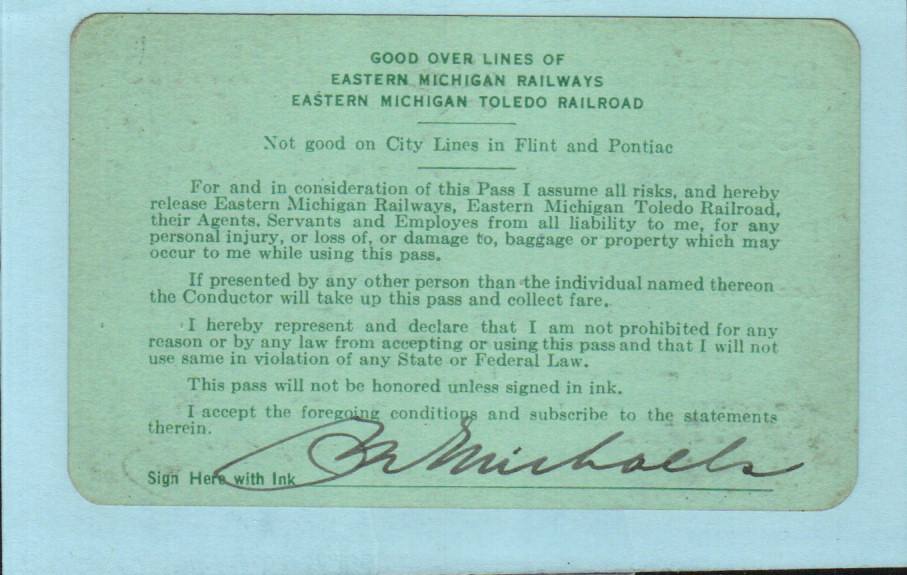 GOOD OVER LINES OF
EASTERN MICHIGAN RAILWAYS
EASTERN MICHIGAN TOLEDO RAILROAD
Not good on City Lines in Flint and Pontiac
For and in consideration of this Pass I assume all risks, and hereby
release Eastern Michigan Railways, Eastern Michigan Toledo Railroad,
their Agents, Servants and Employes from all liability to me, for any
personal injury, or loss of, or damage to, baggage or property which may
occur to me while using this pass.
If presented by any other person than the individual named thereon
the Conductor will take up this pass and collect fare.
I hereby represent and declare that I am not prohibited for any
reason or by any law from accepting or using this pass and that I will not
use same in violation of any State or Federal Law.
This pass will not be honored unless signed in ink.
I accept the foregoing conditions and subscribe to the statements
therein.
Sign Here with Ink Michaels